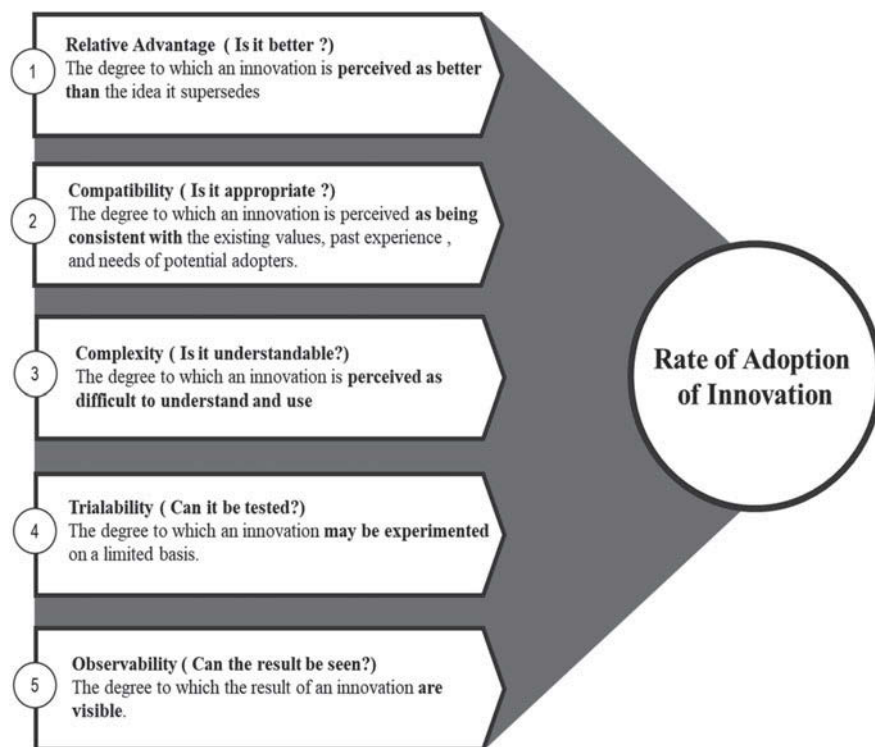 1
Relative Advantage ( Is it better ?)
The degree to which an innovation is perceived as better
than the idea it supersedes
2
Compatibility ( Is it appropriate ?)
The degree to which an innovation is perceived as being
consistent with the existing values, past experience ,
and needs of potential adopters.
3
Complexity ( Is it understandable?)
The degree to which an innovation is perceived as
difficult to understand and use
4
Trialability ( Can it be tested?)
The degree to which an innovation may be experimented
on a limited basis.
5
Observability ( Can the result be seen?)
The degree to which the result of an innovation are
visible.
Rate of Adoption
of Innovation